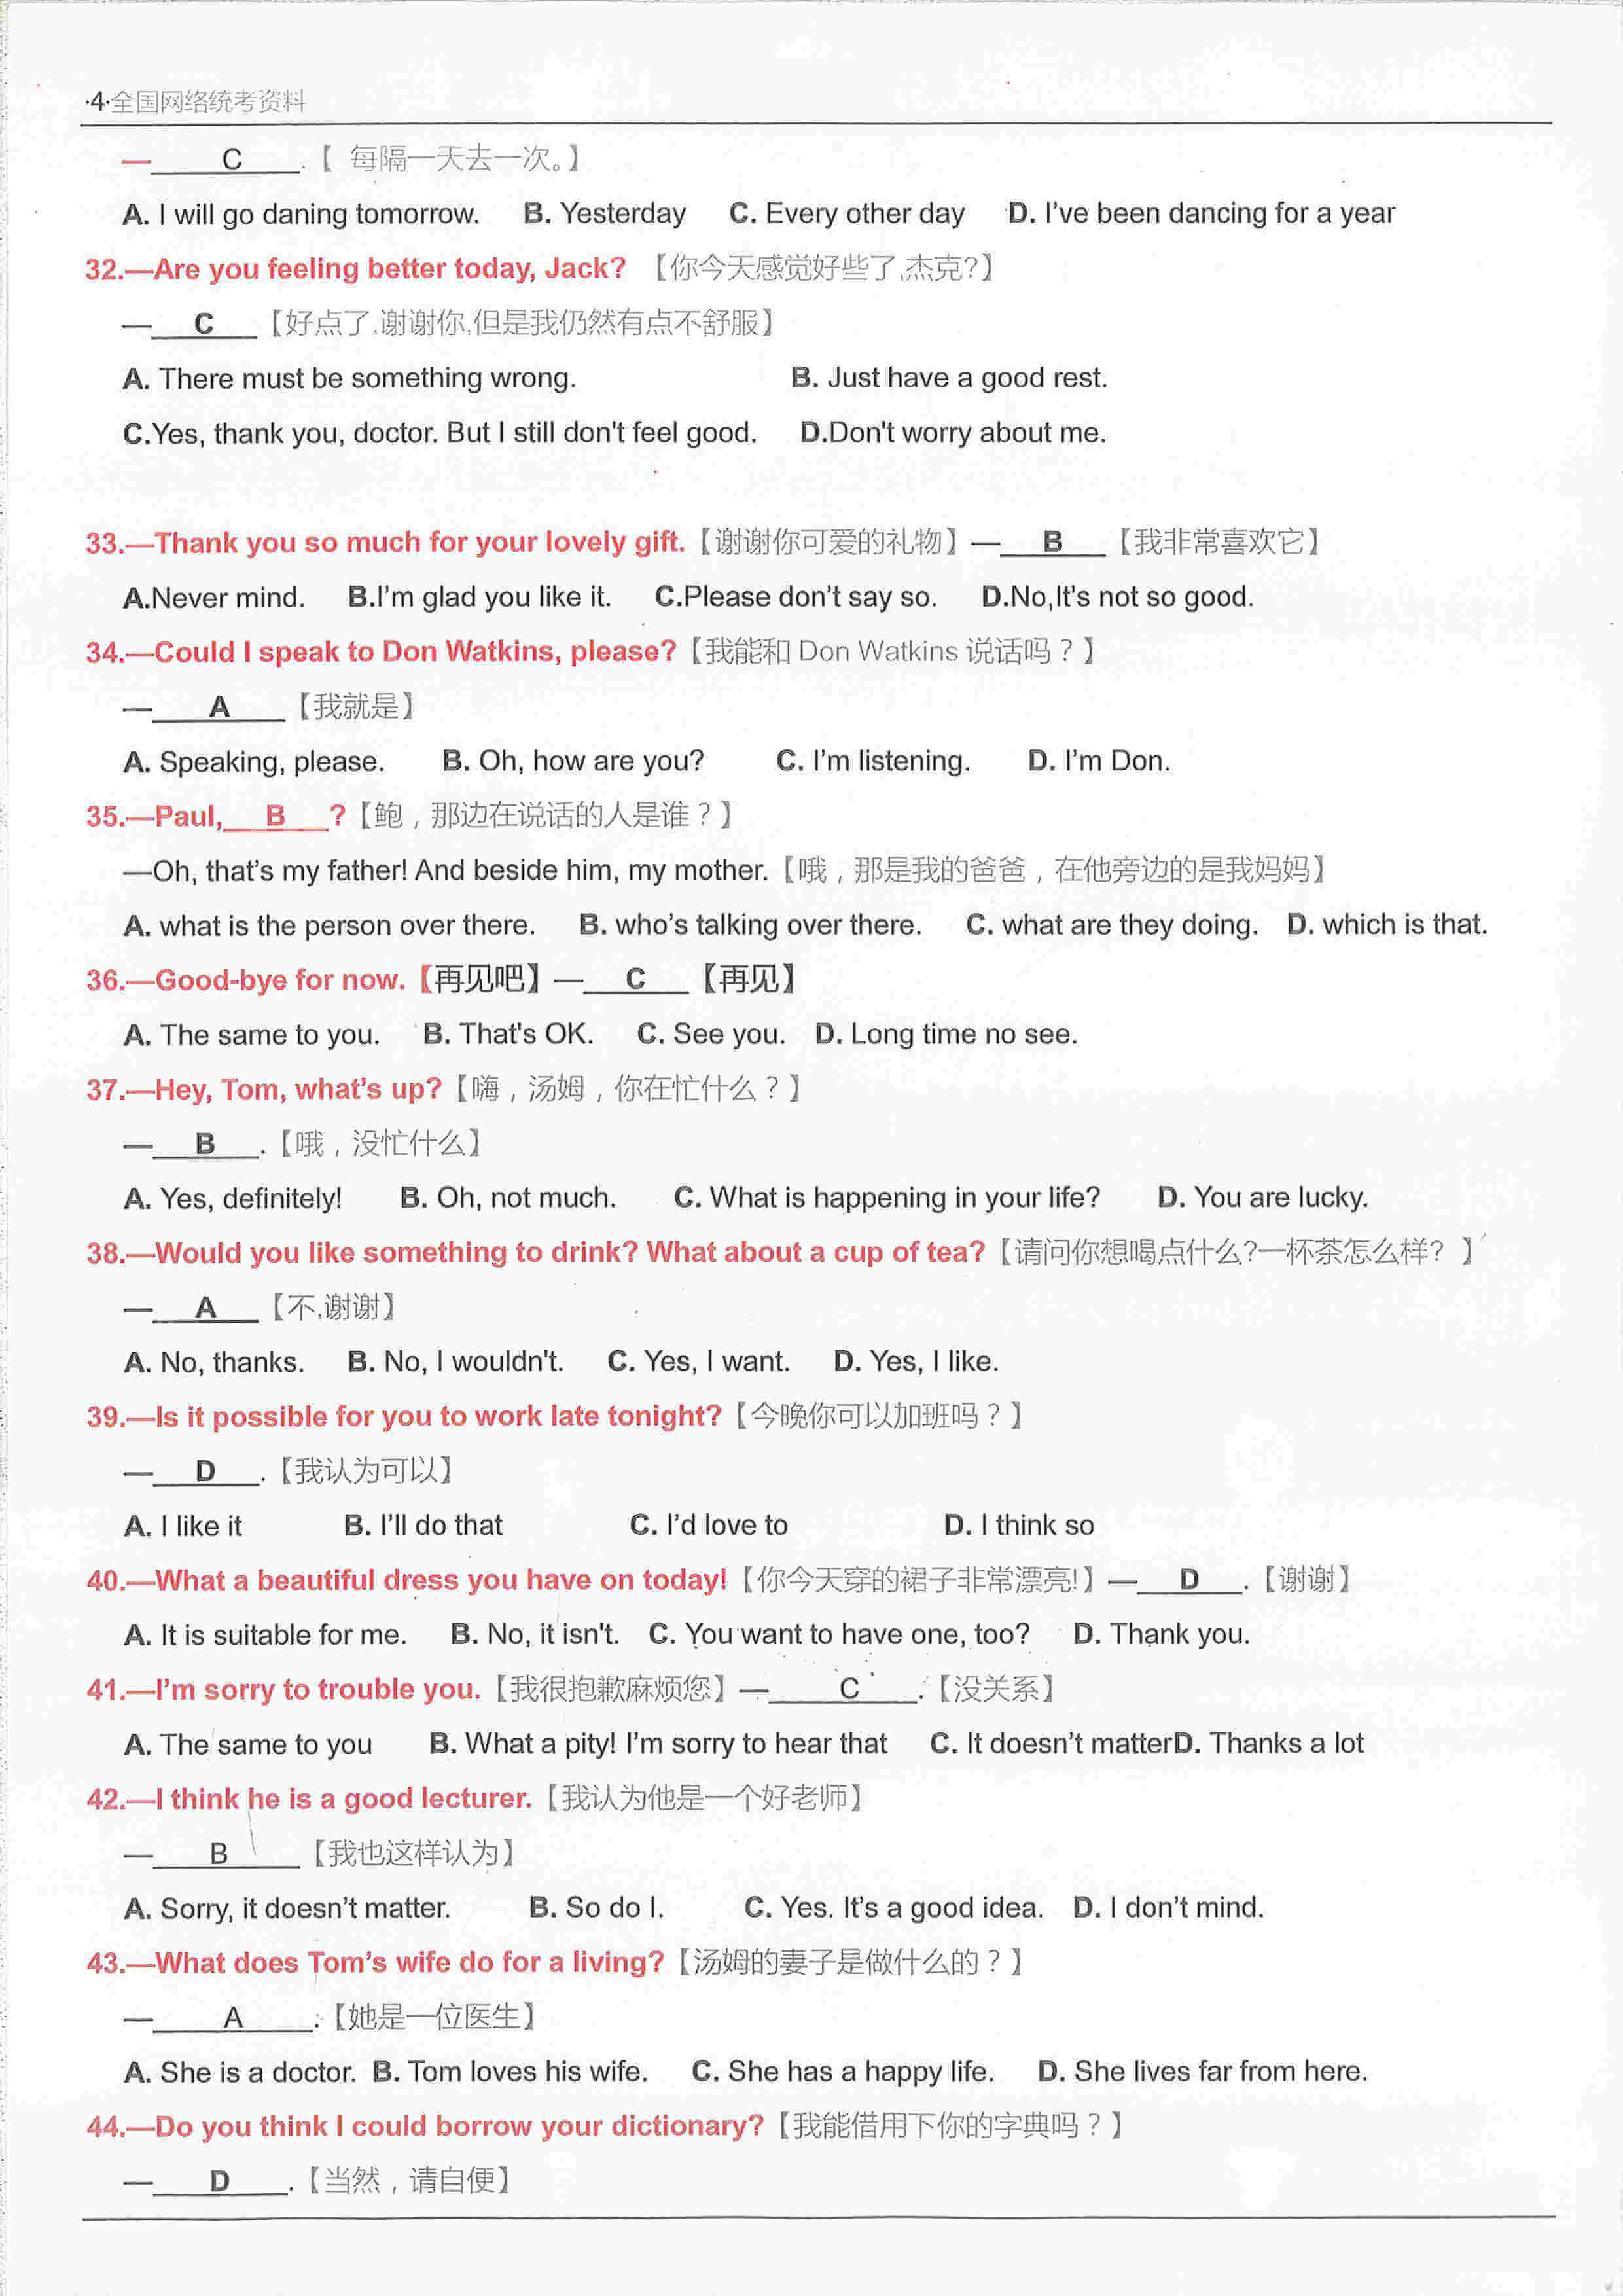 ·4·全国网络统考资料
— C .【 每隔一天去一次。】
A. I will go daning tomorrow. B. Yesterday C. Every other day D. I've been dancing for a year
32.—Are you feeling better today, Jack? 【你今天感觉好些了,杰克?】
— C 【好点了,谢谢你,但是我仍然有点不舒服】
A. There must be something wrong. B. Just have a good rest.
C.Yes, thank you, doctor. But I still don't feel good. D.Don't worry about me.
33.—Thank you so much for your lovely gift.【谢谢你可爱的礼物】— B 【我非常喜欢它】
A.Never mind. B.I'm glad you like it. C.Please don't say so. D.No,It's not so good.
34.—Could I speak to Don Watkins, please?【我能和 Don Watkins 说话吗？】
— A 【我就是】
A. Speaking, please. B. Oh, how are you? C. I'm listening. D. I'm Don.
35.—Paul, B ?【鲍，那边在说话的人是谁？】
—Oh, that's my father! And beside him, my mother.【哦，那是我的爸爸，在他旁边的是我妈妈】
A. what is the person over there. B. who's talking over there. C. what are they doing. D. which is that.
36.—Good-bye for now.【再见吧】— C 【再见】
A. The same to you. B. That's OK. C. See you. D. Long time no see.
37.—Hey, Tom, what's up?【嗨，汤姆，你在忙什么？】
— B .【哦，没忙什么】
A. Yes, definitely! B. Oh, not much. C. What is happening in your life? D. You are lucky.
38.—Would you like something to drink? What about a cup of tea?【请问你想喝点什么?一杯茶怎么样? 】
— A 【不,谢谢】
A. No, thanks. B. No, I wouldn't. C. Yes, I want. D. Yes, I like.
39.—Is it possible for you to work late tonight?【今晚你可以加班吗？】
— D .【我认为可以】
A. I like it B. I'll do that C. I'd love to D. I think so
40.—What a beautiful dress you have on today!【你今天穿的裙子非常漂亮!】— D .【谢谢】
A. It is suitable for me. B. No, it isn't. C. You want to have one, too? D. Thank you.
41.—I'm sorry to trouble you.【我很抱歉麻烦您】— C .【没关系】
A. The same to you B. What a pity! I'm sorry to hear that C. It doesn't matterD. Thanks a lot
42.—I think he is a good lecturer.【我认为他是一个好老师】
— B 【我也这样认为】
A. Sorry, it doesn't matter. B. So do I. C. Yes. It's a good idea. D. I don't mind.
43.—What does Tom's wife do for a living?【汤姆的妻子是做什么的？】
— A .【她是一位医生】
A. She is a doctor. B. Tom loves his wife. C. She has a happy life. D. She lives far from here.
44.—Do you think I could borrow your dictionary?【我能借用下你的字典吗？】
— D .【当然，请自便】